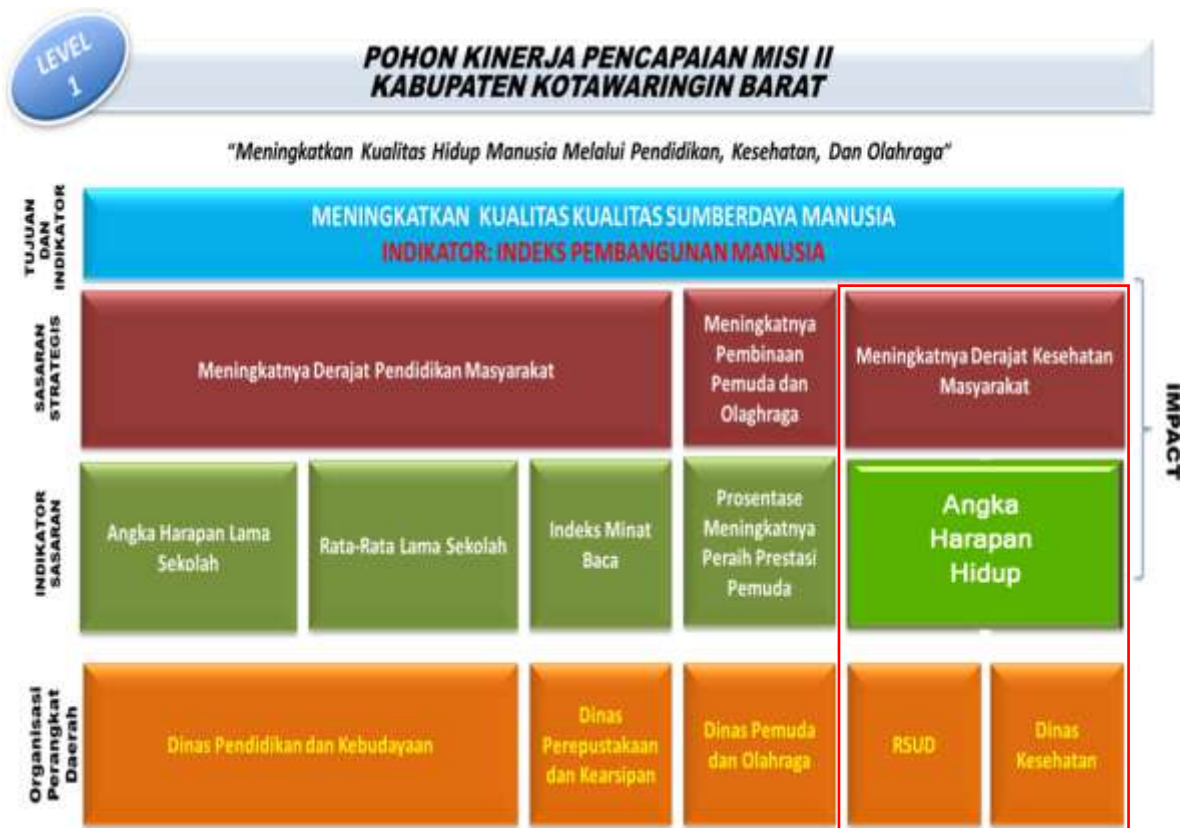 LEVEL
1
POHON KINERJA PENCAPAIAN MISI II
KABUPATEN KOTAWARINGIN BARAT
"Meningkatkan Kualitas Hidup Manusia Melalui Pendidikan, Kesehatan, Dan Olahraga"
TUJUAN
DAN
INDIKATOR
MENINGKATKAN KUALITAS KUALITAS SUMBERDAYA MANUSIA
INDIKATOR: INDEKS PEMBANGUNAN MANUSIA
SASARAN
STRATEGIS
Meningkatnya Derajat Pendidikan Masyarakat
Meningkatnya
Pembinaan
Pemuda dan
Olaghraga
Meningkatnya Derajat Kesehatan
Masyarakat
IMPACT
INDIKATOR
SASARAN
Angka Harapan Lama
Sekolah
Rata-Rata Lama Sekolah
Indeks Minat
Baca
Prosentase
Meningkatnya
Peraih Prestasi
Pemuda
Angka
Harapan
Hidup
Organisasi
Perangkat
Daerah
Dinas Pendidikan dan Kebudayaan
Dinas
Perepustakaan
dan Kearsipan
Dinas Pemuda
dan Olahraga
RSUD
Dinas
Kesehatan